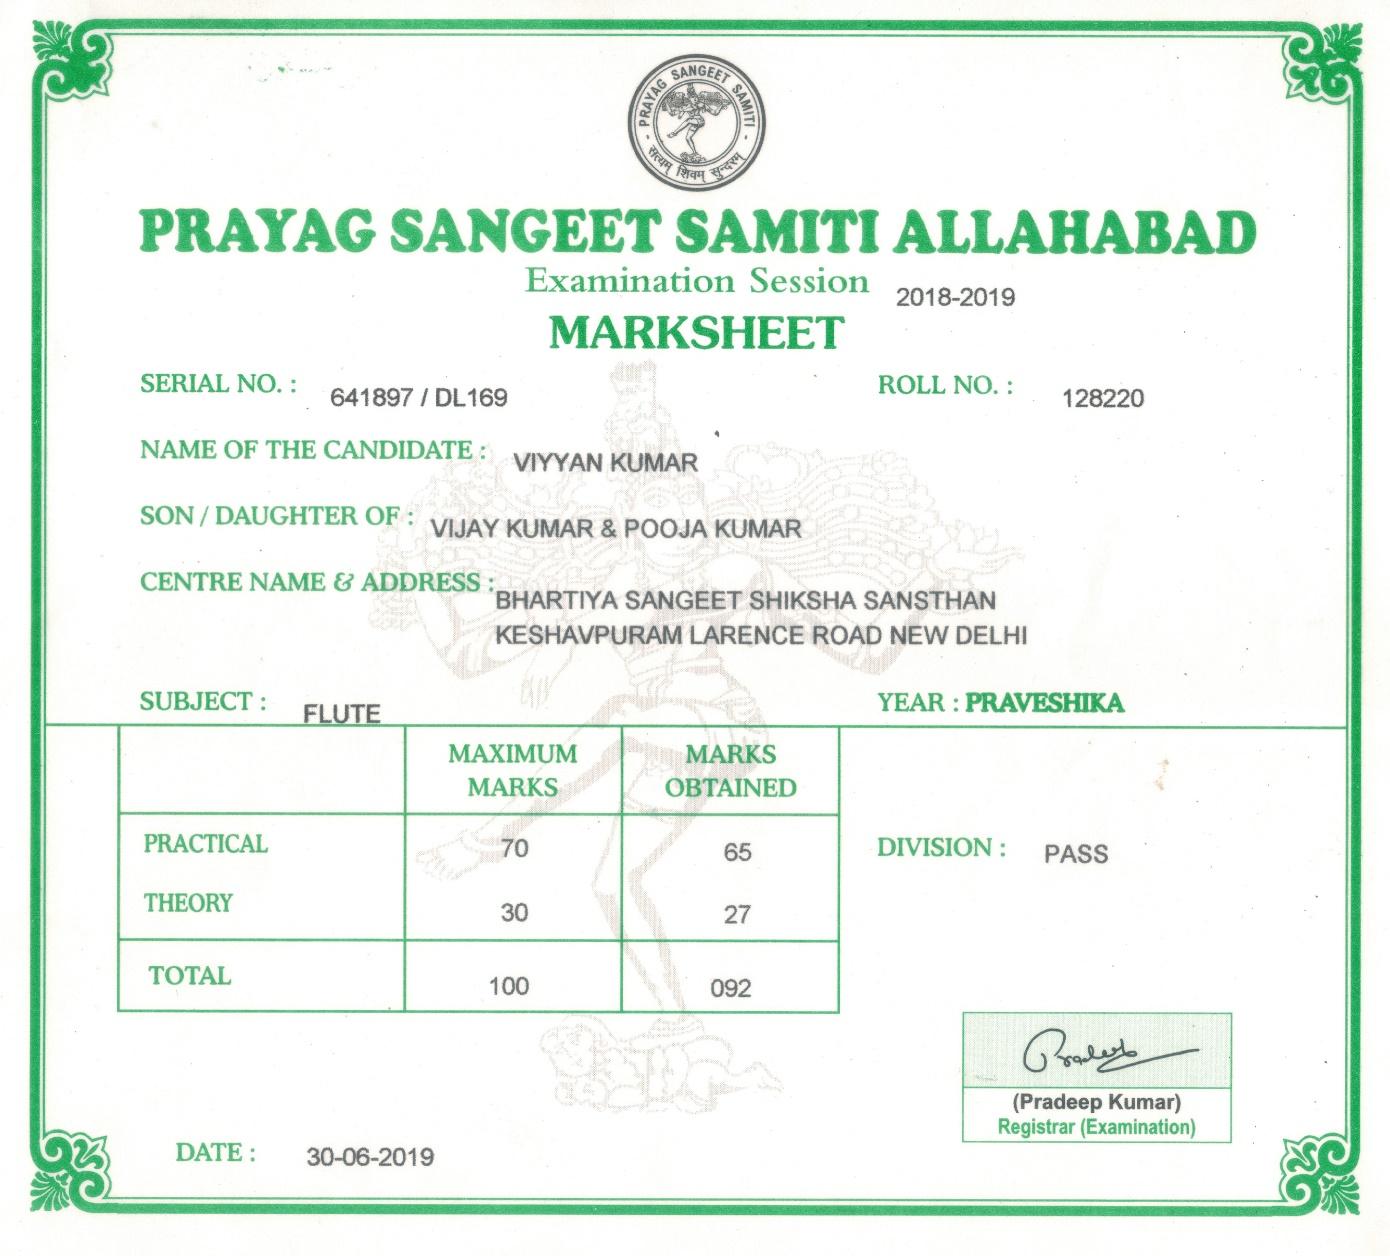 PRAYAG SANGEET SAMITI
सत्यम् शिवम् सुन्दरम्
PRAYAG SANGEET SAMITI ALLAHABAD
Examination Session 2018-2019
MARKSHEET
SERIAL NO. : 641897 / DL169 ROLL NO. : 128220
NAME OF THE CANDIDATE : VIYYAN KUMAR
SON / DAUGHTER OF : VIJAY KUMAR & POOJA KUMAR
CENTRE NAME & ADDRESS : BHARTIYA SANGEET SHIKSHA SANSTHAN
KESHAVPURAM LARENCE ROAD NEW DELHI
SUBJECT : FLUTE YEAR : PRAVESHIKA
MAXIMUM MARKS MARKS OBTAINED
PRACTICAL 70 65 DIVISION : PASS
THEORY 30 27
TOTAL 100 092
Pradeep
(Pradeep Kumar)
Registrar (Examination)
DATE : 30-06-2019